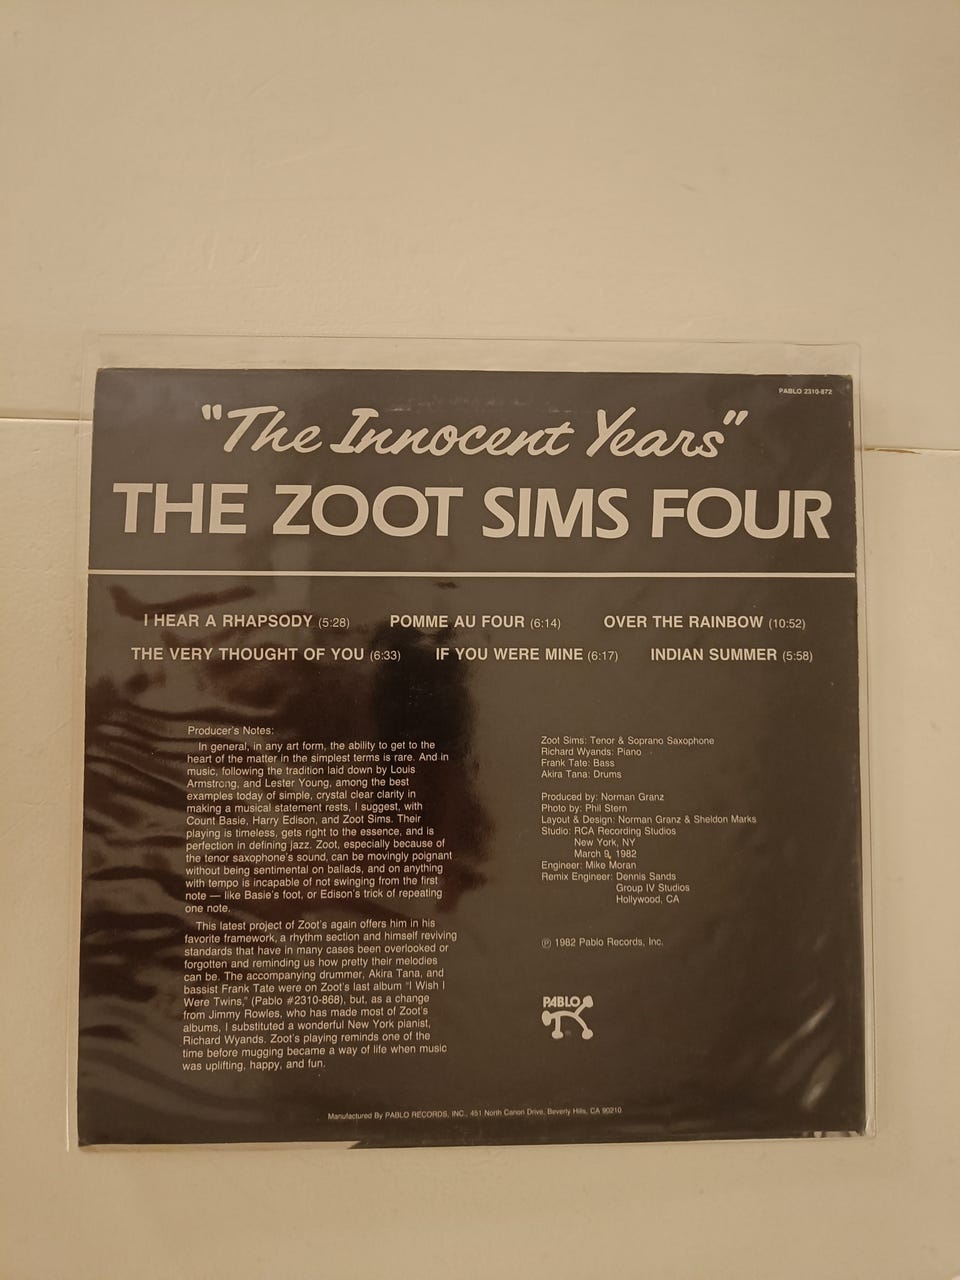 PABLO 2310-872
"The Innocent Years"
THE ZOOT SIMS FOUR
I HEAR A RHAPSODY (5:28) POMME AU FOUR (6:14) OVER THE RAINBOW (10:52)
THE VERY THOUGHT OF YOU (6:33) IF YOU WERE MINE (6:17) INDIAN SUMMER (5:58)
Producer's Notes:
In general, in any art form, the ability to get to the
heart of the matter in the simplest terms is rare. And in
music, following the tradition laid down by Louis
Armstrong, and Lester Young, among the best
examples today of simple, crystal clear clarity in
making a musical statement rests, I suggest, with
Count Basie, Harry Edison, and Zoot Sims. Their
playing is timeless, gets right to the essence, and is
perfection in defining jazz. Zoot, especially because of
the tenor saxophone's sound, can be movingly poignant
without being sentimental on ballads, and on anything
with tempo is incapable of not swinging from the first
note — like Basie's foot, or Edison's trick of repeating
one note.
This latest project of Zoot's again offers him in his
favorite framework, a rhythm section and himself reviving
standards that have in many cases been overlooked or
forgotten and reminding us how pretty their melodies
can be. The accompanying drummer, Akira Tana, and
bassist Frank Tate were on Zoot's last album "I Wish I
Were Twins," (Pablo #2310-868), but, as a change
from Jimmy Rowles, who has made most of Zoot's
albums, I substituted a wonderful New York pianist,
Richard Wyands. Zoot's playing reminds one of the
time before mugging became a way of life when music
was uplifting, happy, and fun.
Zoot Sims: Tenor & Soprano Saxophone
Richard Wyands: Piano
Frank Tate: Bass
Akira Tana: Drums
Produced by: Norman Granz
Photo by: Phil Stern
Layout & Design: Norman Granz & Sheldon Marks
Studio: RCA Recording Studios
New York, NY
March 9, 1982
Engineer: Mike Moran
Remix Engineer: Dennis Sands
Group IV Studios
Hollywood, CA
℗ 1982 Pablo Records, Inc.
PABLO
Manufactured By PABLO RECORDS, INC., 451 North Canon Drive, Beverly Hills, CA 90210